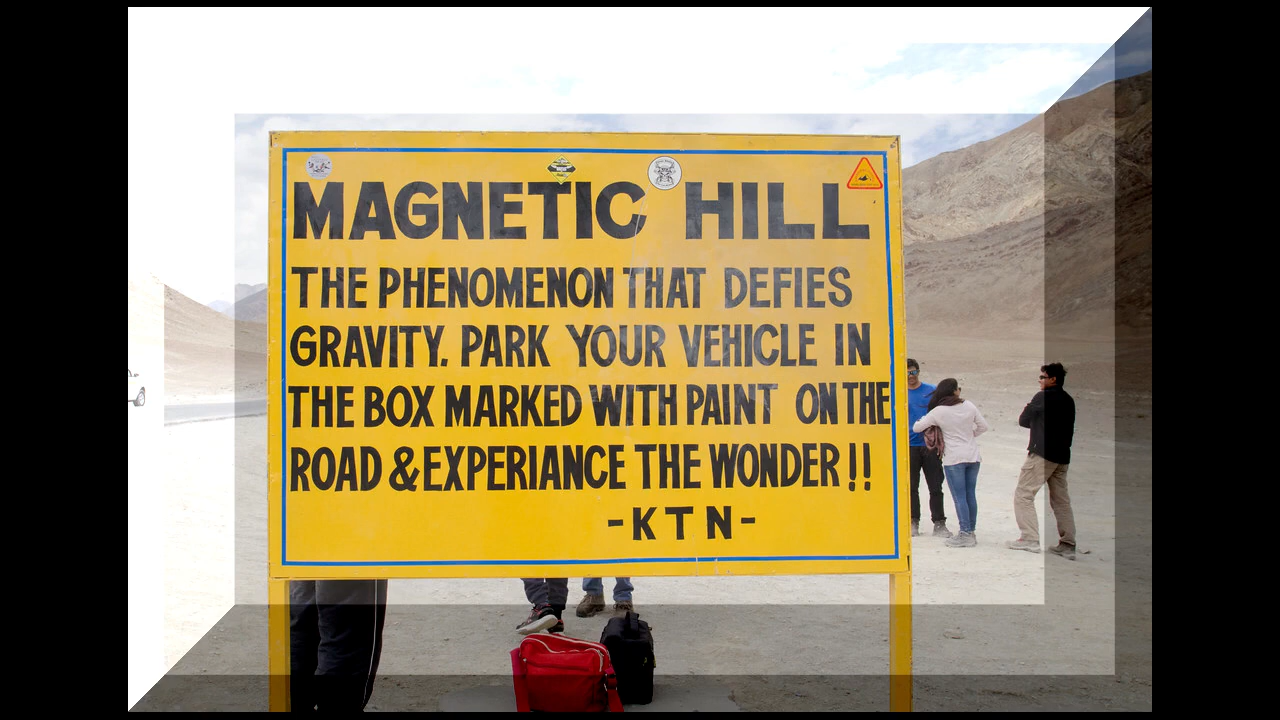 MAGNETIC HILL
THE PHENOMENON THAT DEFIES
GRAVITY. PARK YOUR VEHICLE IN
THE BOX MARKED WITH PAINT ON THE
ROAD & EXPERIANCE THE WONDER !!
-KTN-